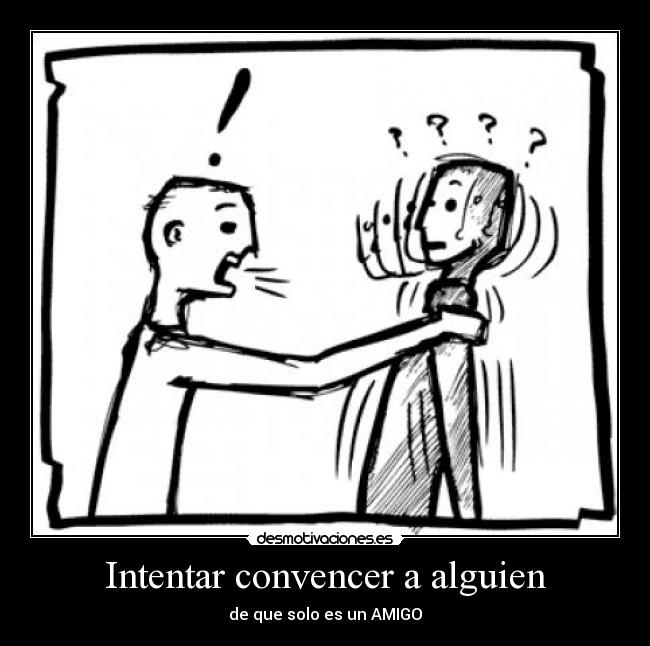 !
? ? ? ?
desmotivaciones.es
Intentar convencer a alguien
de que solo es un AMIGO